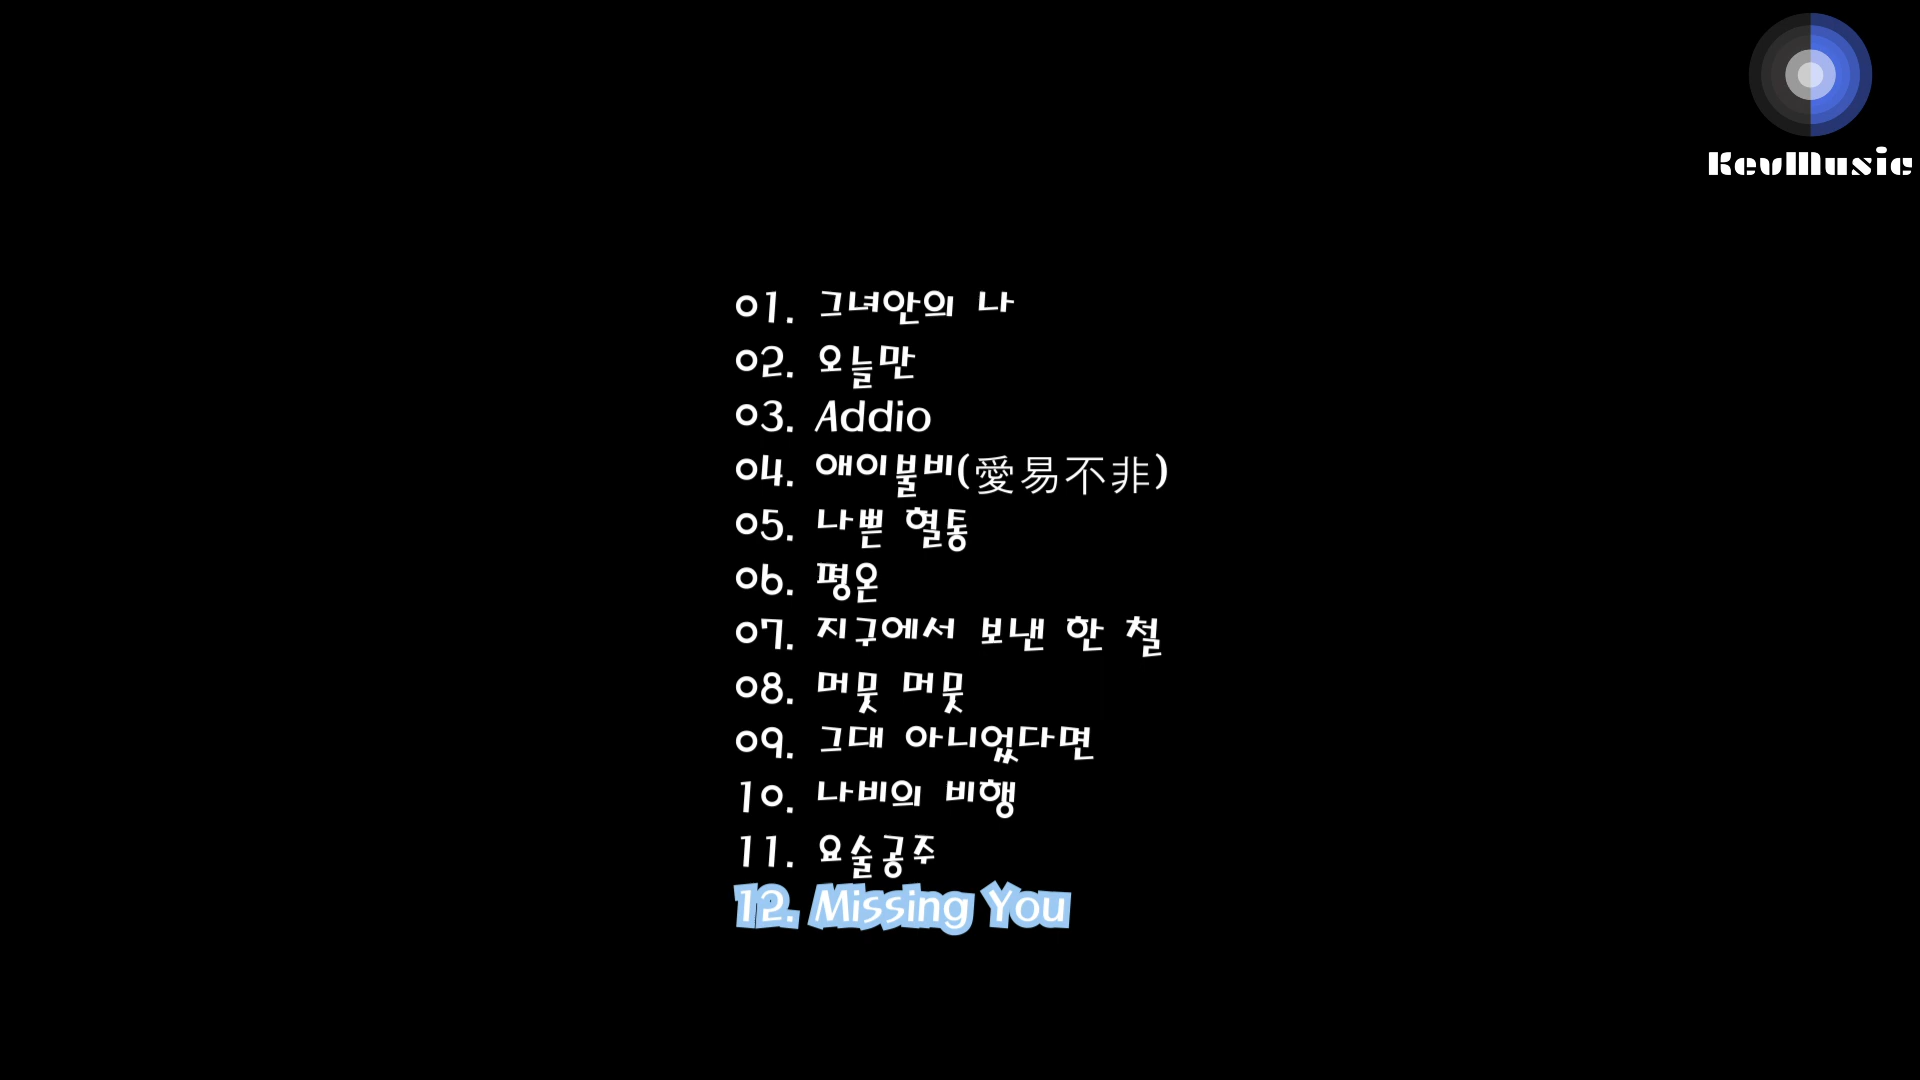 KevMusic
01. 그녀안의 나
02. 오늘만
03. Addio
04. 애이불비(愛易不非)
05. 나쁜 혈통
06. 평온
07. 지구에서 보낸 한 철
08. 머뭇 머뭇
09. 그대 아니었다면
10. 나비의 비행
11. 요술공주
12. Missing You